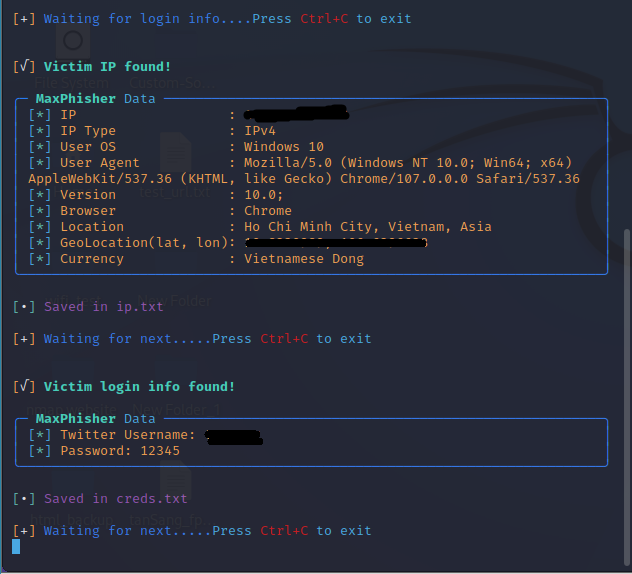 [+] Waiting for login info....Press Ctrl+C to exit
[√] Victim IP found!
MaxPhisher Data
[*] IP :
[*] IP Type : IPv4
[*] User OS : Windows 10
[*] User Agent : Mozilla/5.0 (Windows NT 10.0; Win64; x64)
AppleWebKit/537.36 (KHTML, like Gecko) Chrome/107.0.0.0 Safari/537.36
[*] Version : 10.0;
[*] Browser : Chrome
[*] Location : Ho Chi Minh City, Vietnam, Asia
[*] GeoLocation(lat, lon):
[*] Currency : Vietnamese Dong
[•] Saved in ip.txt
[+] Waiting for next.....Press Ctrl+C to exit
[√] Victim login info found!
MaxPhisher Data
[*] Twitter Username:
[*] Password: 12345
[•] Saved in creds.txt
[+] Waiting for next.....Press Ctrl+C to exit